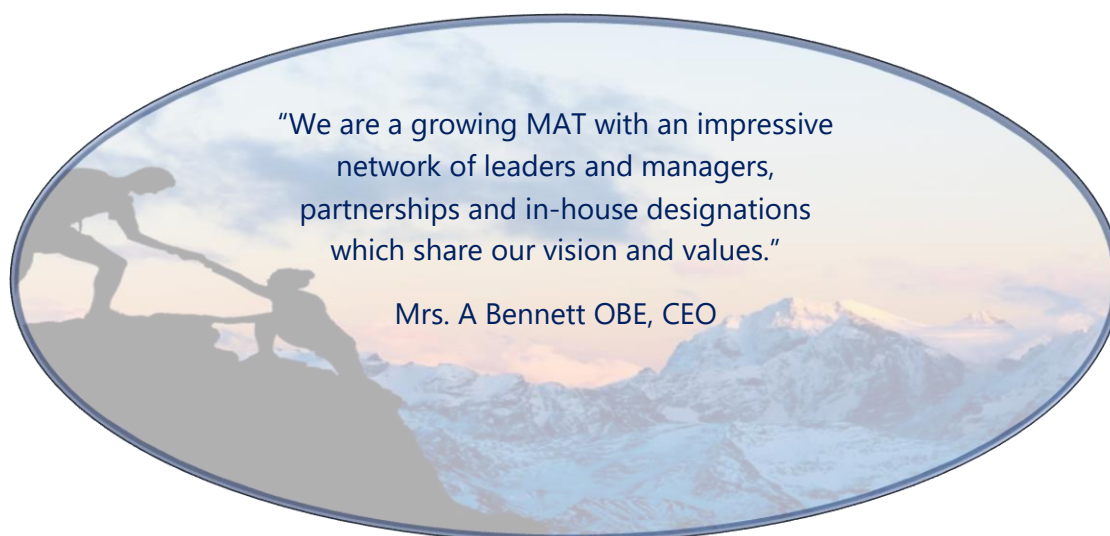 “We are a growing MAT with an impressive
network of leaders and managers,
partnerships and in-house designations
which share our vision and values.”
Mrs. A Bennett OBE, CEO